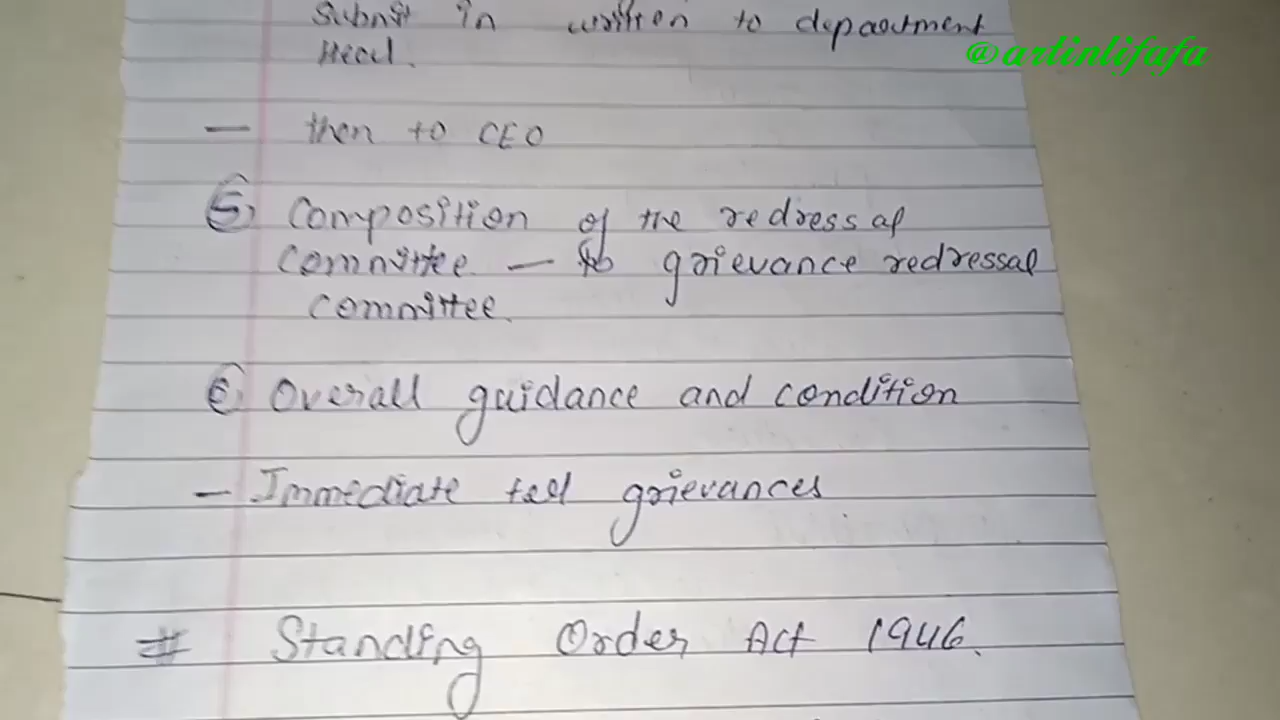 submit in written to department
Head.
@artinlifafa
— then to CEO
⑤ Composition of the redressal
committee — grievance redressal
committee.
⑥ Overall guidance and condition
- Immediate tell grievances
# Standing Order Act 1946.